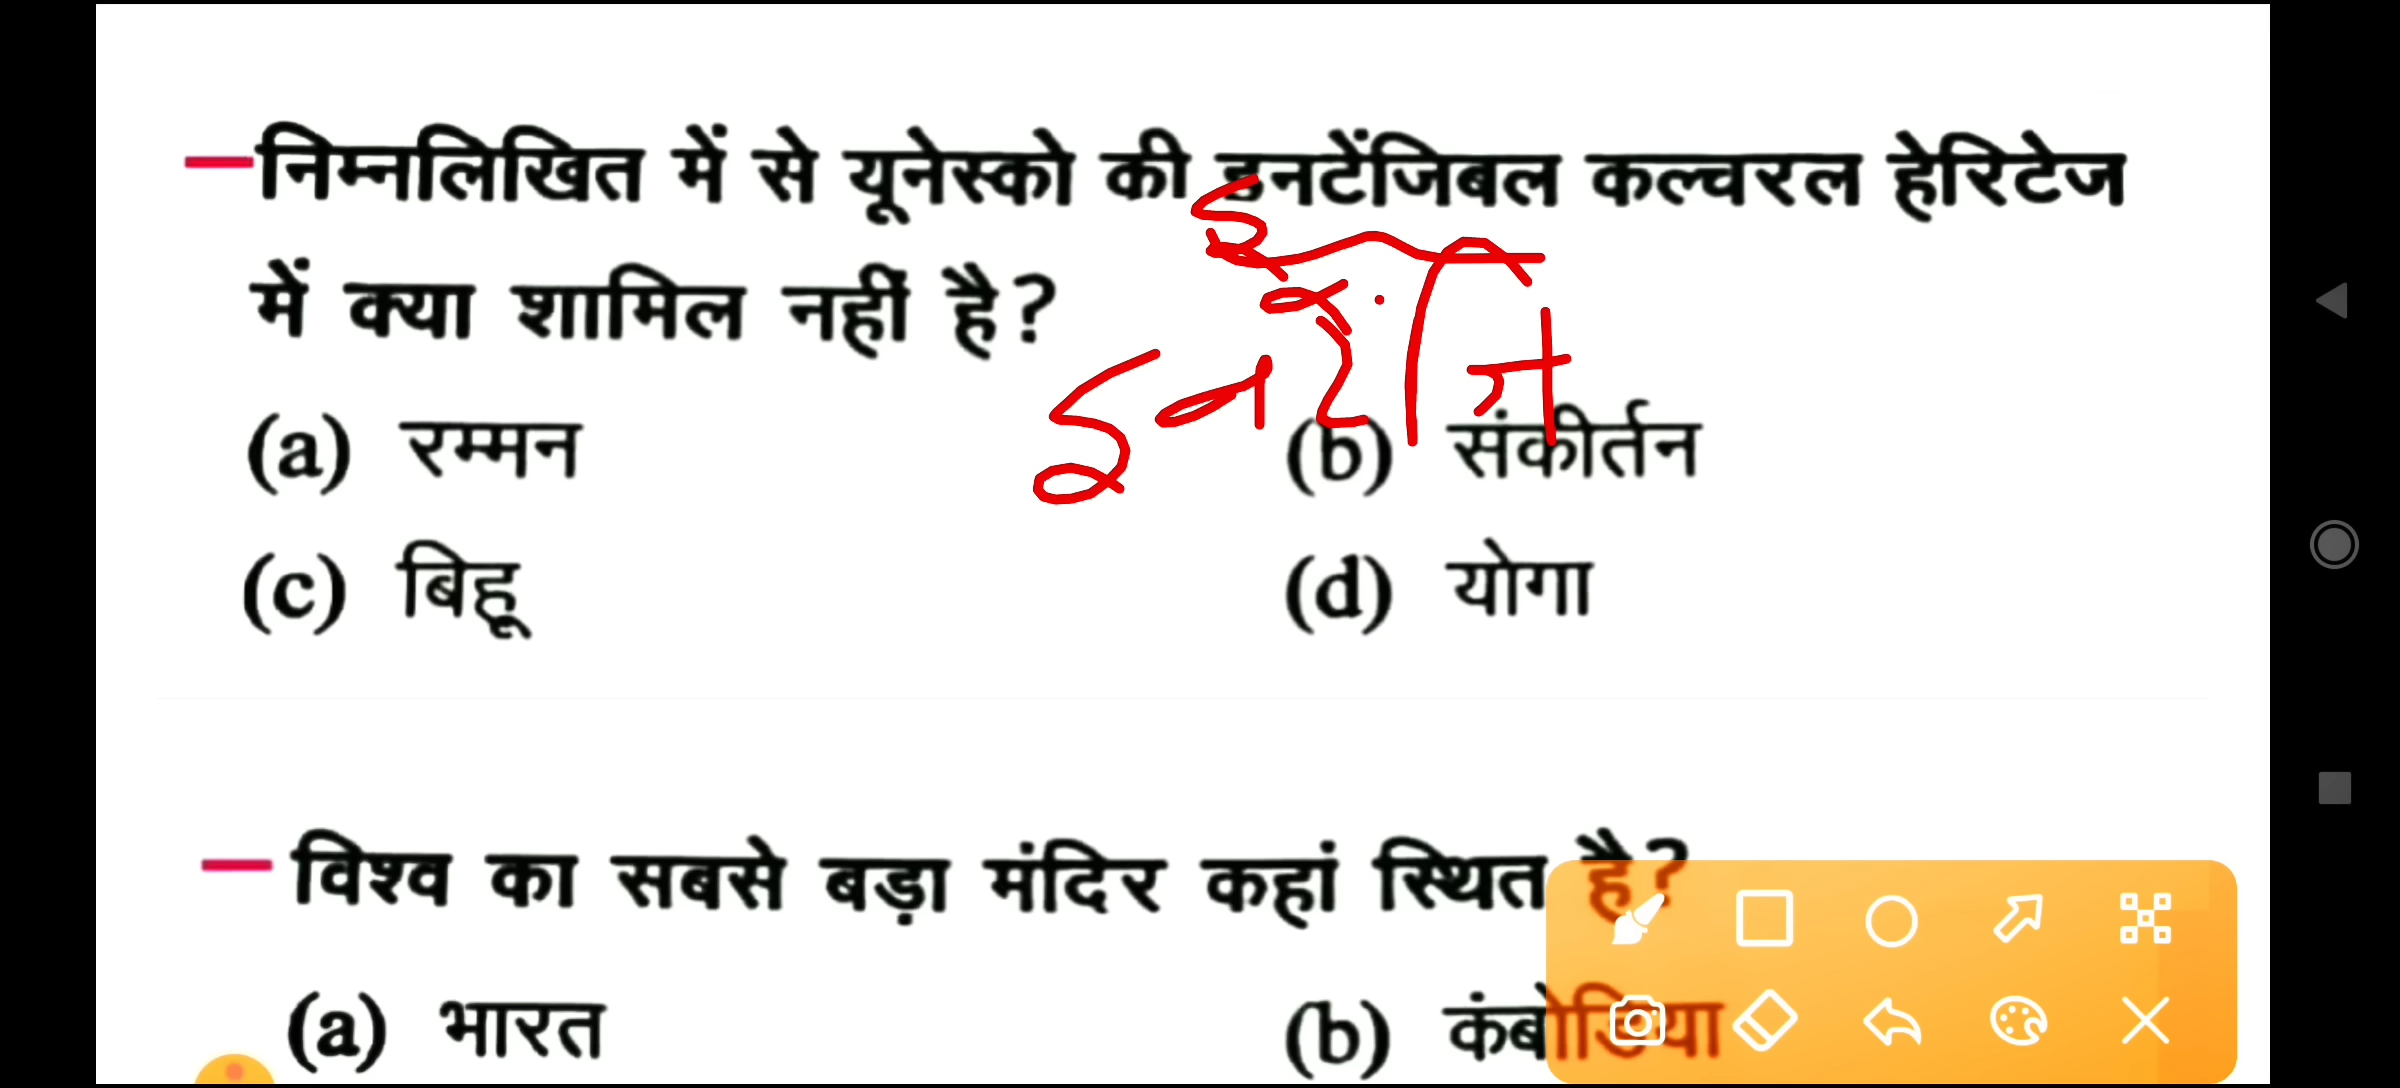 निम्नलिखित में से यूनेस्को की इनटेंजिबल कल्चरल हेरिटेज
में क्या शामिल नहीं है?
(a) रम्मन
(b) संकीर्तन
(c) बिहू
(d) योगा
विश्व का सबसे बड़ा मंदिर कहां स्थित है?
(a) भारत
(b) कंबोडिया